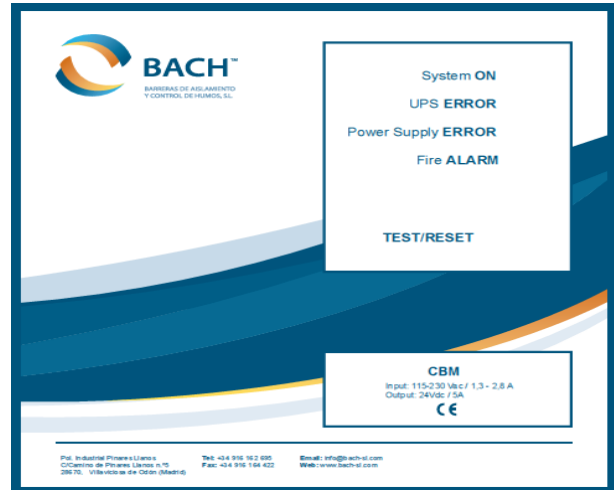 BACH™
BARRERAS DE AISLAMIENTO
Y CONTROL DE HUMOS, S.L.
System ON
UPS ERROR
Power Supply ERROR
Fire ALARM
TEST/RESET
CBM
Input: 115-230 Vac / 1,3 - 2,8 A
Output: 24Vdc / 5A
CE
Pol. Industrial Pinares Llanos
C/Camino de Pinares Llanos n.º5
28670, Villaviciosa de Odón (Madrid)
Tel: +34 916 162 695
Fax: +34 916 164 422
Email: info@bach-sl.com
Web: www.bach-sl.com